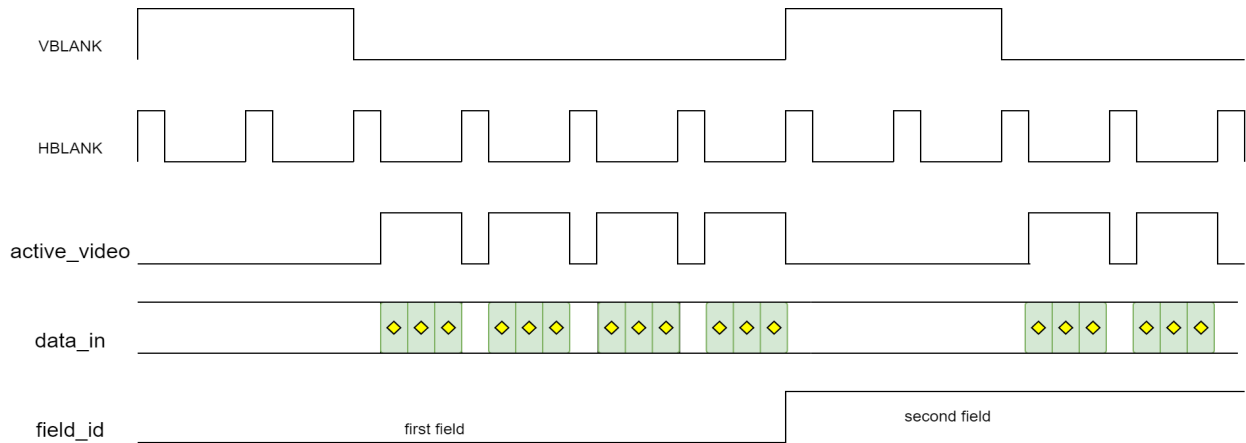 VBLANK
HBLANK
active_video
data_in
field_id
first field
second field